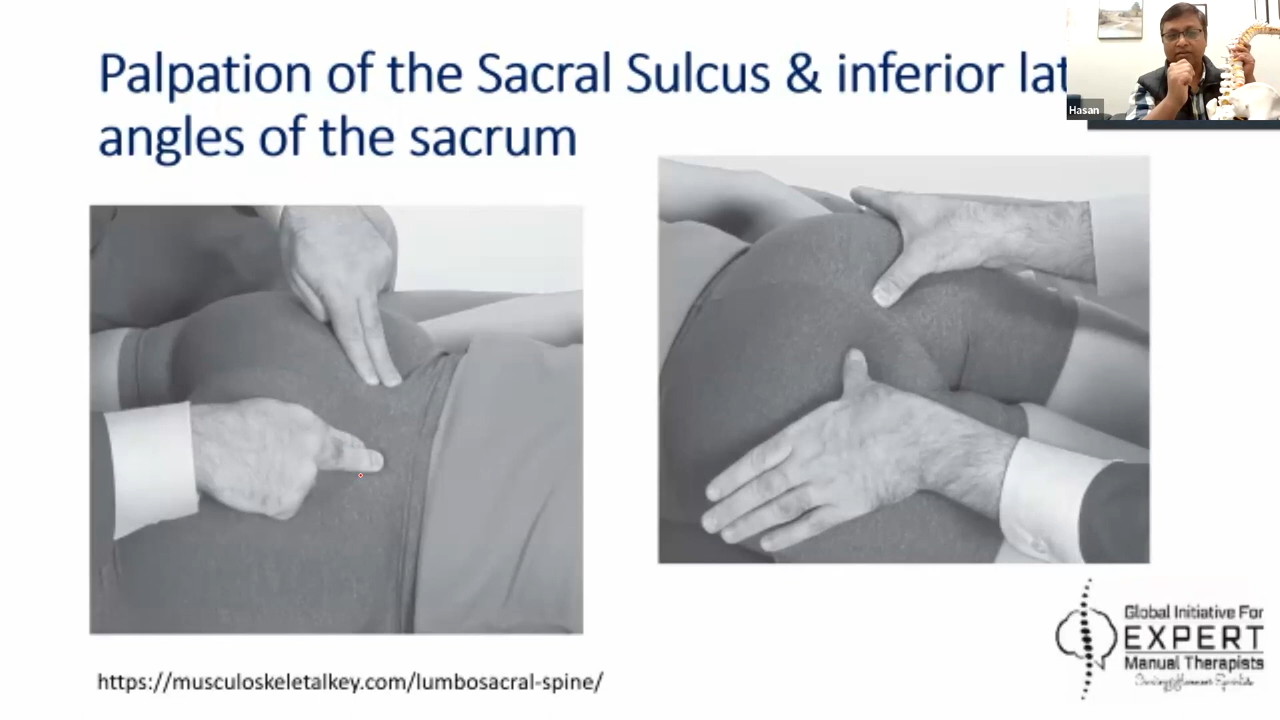 Palpation of the Sacral Sulcus & inferior lat
angles of the sacrum
Hasan
Global Initiative For
EXPERT
Manual Therapists
https://musculoskeletalkey.com/lumbosacral-spine/